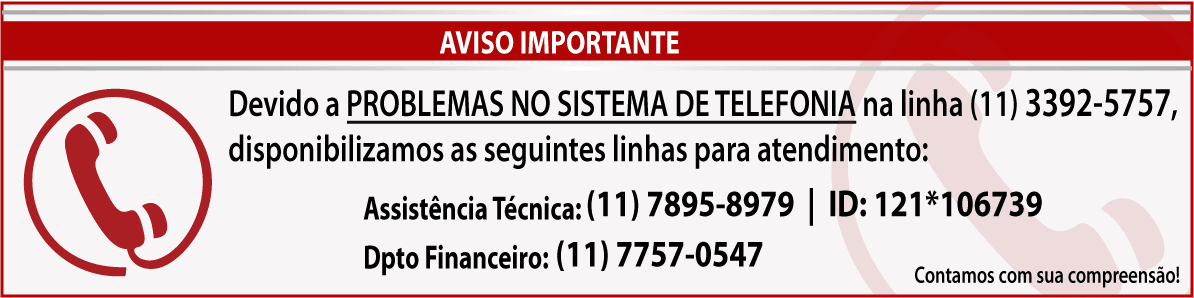 AVISO IMPORTANTE
Devido a PROBLEMAS NO SISTEMA DE TELEFONIA na linha (11) 3392-5757,
disponibilizamos as seguintes linhas para atendimento:
Assistência Técnica: (11) 7895-8979 | ID: 121*106739
Dpto Financeiro: (11) 7757-0547
Contamos com sua compreensão!